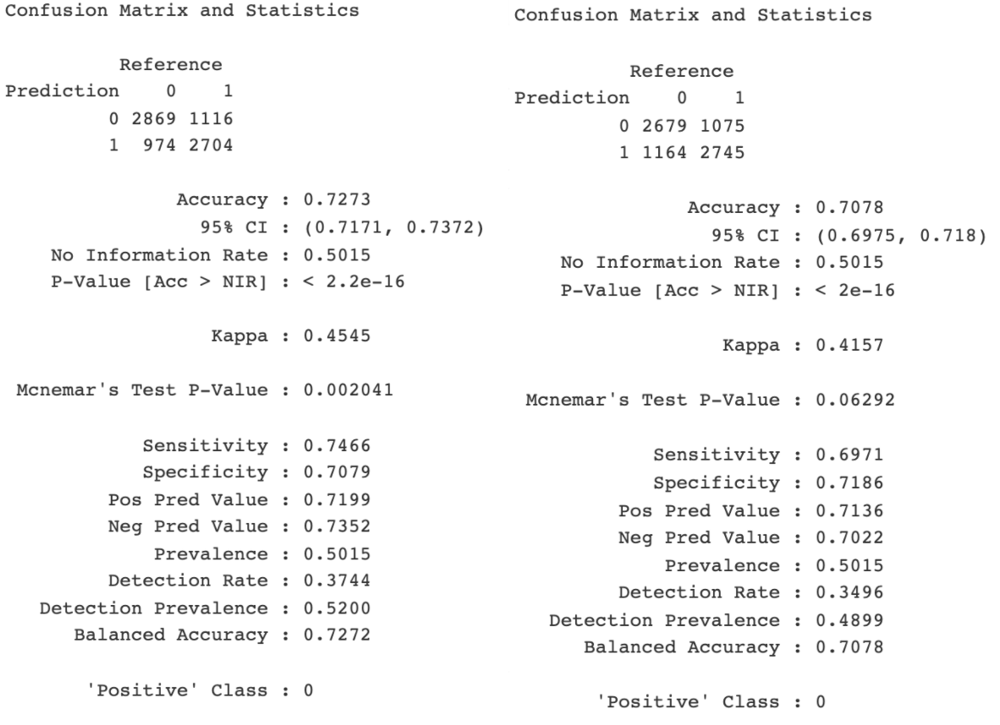 Confusion Matrix and Statistics
Reference
Prediction 0 1
0 2869 1116
1 974 2704
Accuracy : 0.7273
95% CI : (0.7171, 0.7372)
No Information Rate : 0.5015
P-Value [Acc > NIR] : < 2.2e-16
Kappa : 0.4545
Mcnemar's Test P-Value : 0.002041
Sensitivity : 0.7466
Specificity : 0.7079
Pos Pred Value : 0.7199
Neg Pred Value : 0.7352
Prevalence : 0.5015
Detection Rate : 0.3744
Detection Prevalence : 0.5200
Balanced Accuracy : 0.7272
'Positive' Class : 0
Confusion Matrix and Statistics
Reference
Prediction 0 1
0 2679 1075
1 1164 2745
Accuracy : 0.7078
95% CI : (0.6975, 0.718)
No Information Rate : 0.5015
P-Value [Acc > NIR] : < 2e-16
Kappa : 0.4157
Mcnemar's Test P-Value : 0.06292
Sensitivity : 0.6971
Specificity : 0.7186
Pos Pred Value : 0.7136
Neg Pred Value : 0.7022
Prevalence : 0.5015
Detection Rate : 0.3496
Detection Prevalence : 0.4899
Balanced Accuracy : 0.7078
'Positive' Class : 0